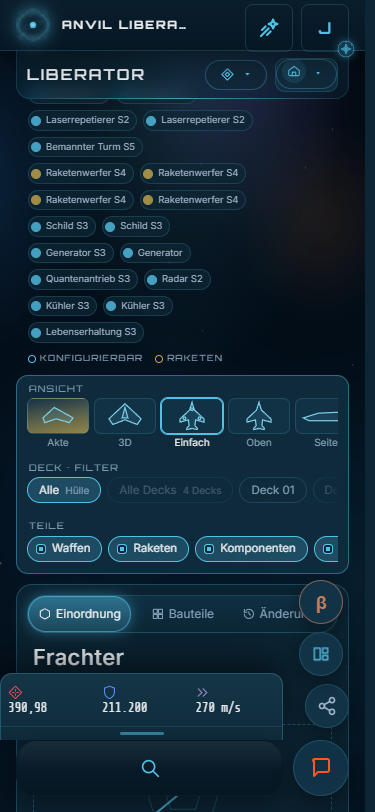 ANVIL LIBERA…
LIBERATOR
Laserrepetierer S2 Laserrepetierer S2
Bemannter Turm S5
Raketenwerfer S4 Raketenwerfer S4
Raketenwerfer S4 Raketenwerfer S4
Schild S3 Schild S3
Generator S3 Generator
Quantenantrieb S3 Radar S2
Kühler S3 Kühler S3
Lebenserhaltung S3
KONFIGURIERBAR RAKETEN
ANSICHT
Akte 3D Einfach Oben Seite
DECK · FILTER
Alle Hülle Alle Decks 4 Decks Deck 01
TEILE
Waffen Raketen Komponenten
β
Einordnung Bauteile Änderu
Frachter
390,98 211.200 270 m/s